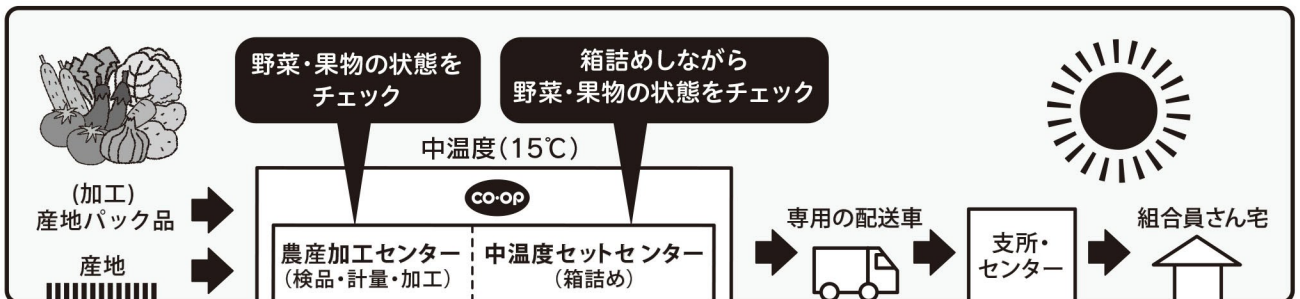 野菜・果物の状態を
チェック
箱詰めしながら
野菜・果物の状態をチェック
中温度(15℃)
CO・OP
(加工)
産地パック品
産地
農産加工センター
(検品・計量・加工)
中温度セットセンター
(箱詰め)
専用の配送車
支所・
センター
組合員さん宅